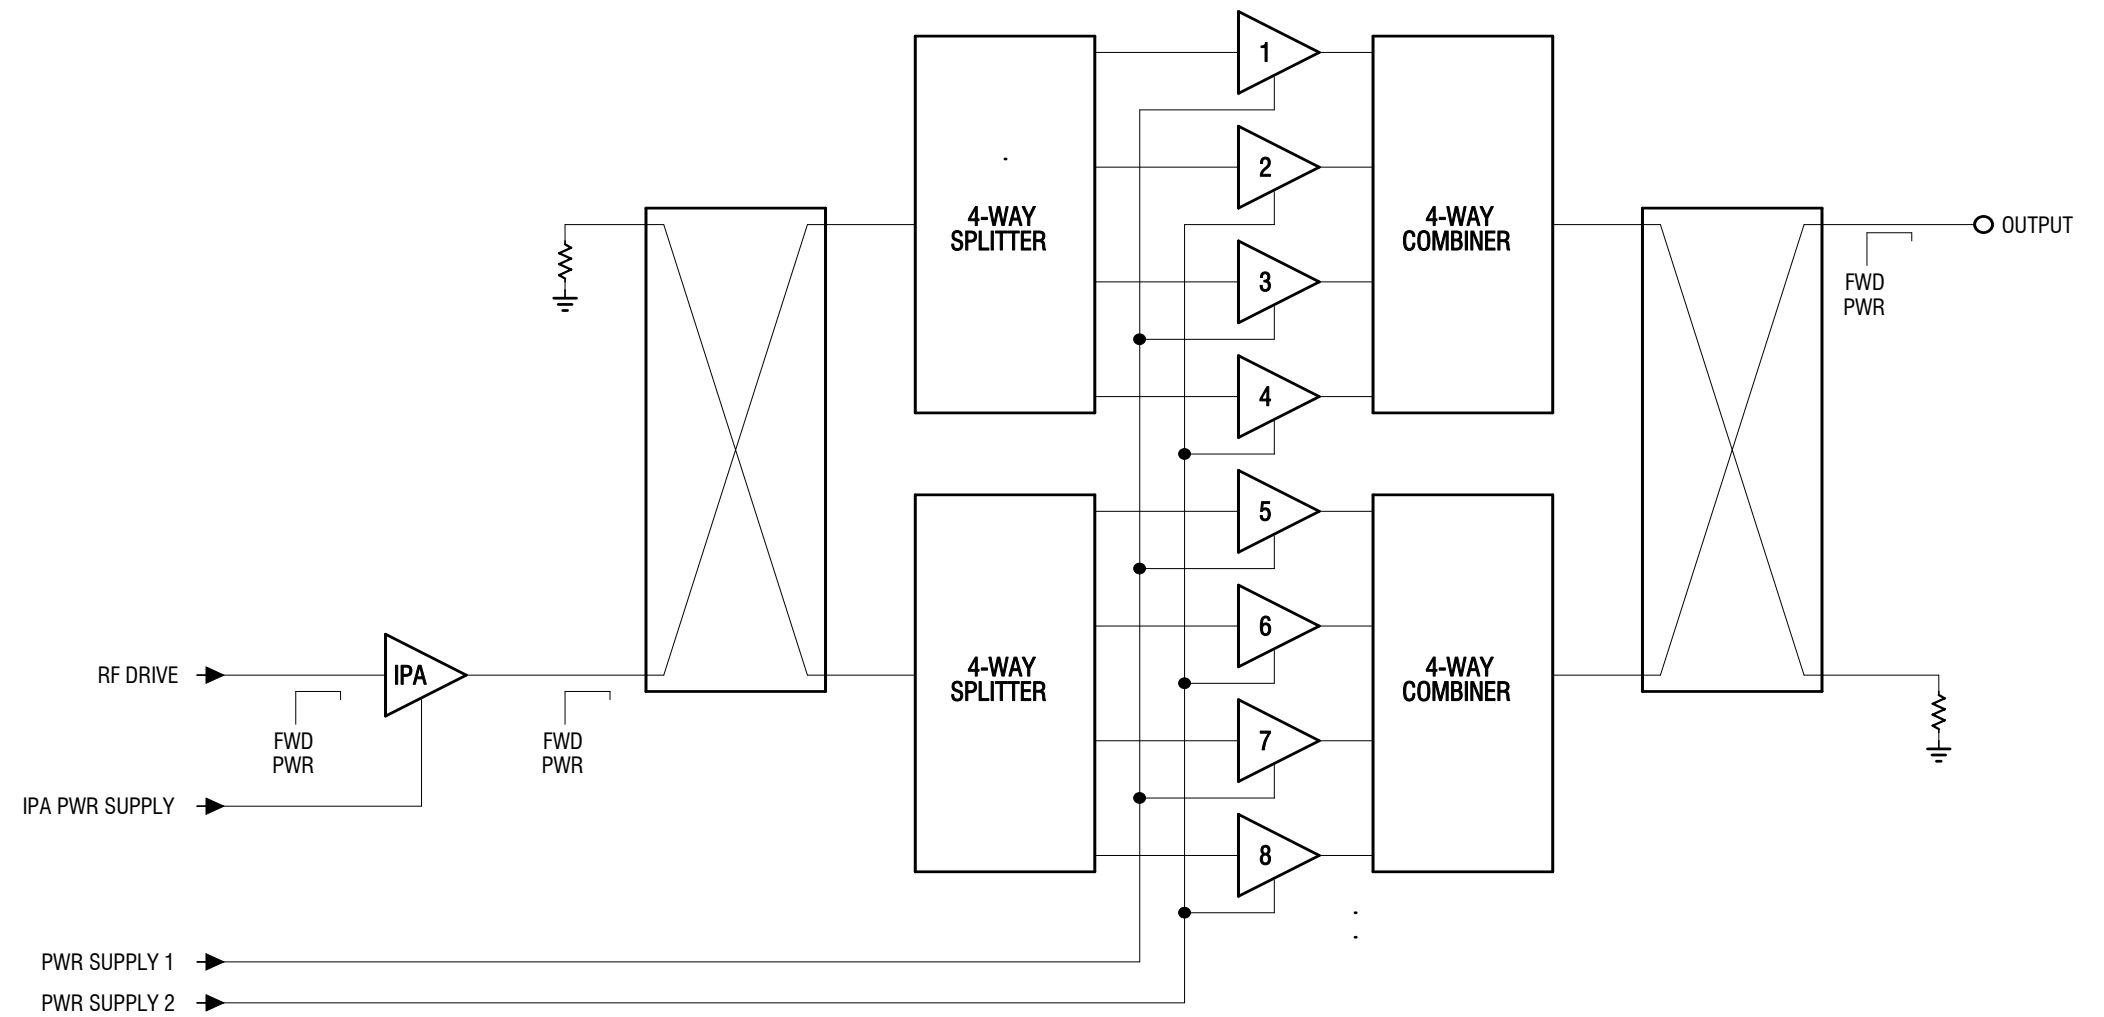 1
2
4-WAY
SPLITTER
4-WAY
COMBINER
OUTPUT
3
FWD
PWR
4
5
6
RF DRIVE
IPA
4-WAY
SPLITTER
4-WAY
COMBINER
FWD
PWR
FWD
PWR
7
IPA PWR SUPPLY
8
PWR SUPPLY 1
PWR SUPPLY 2